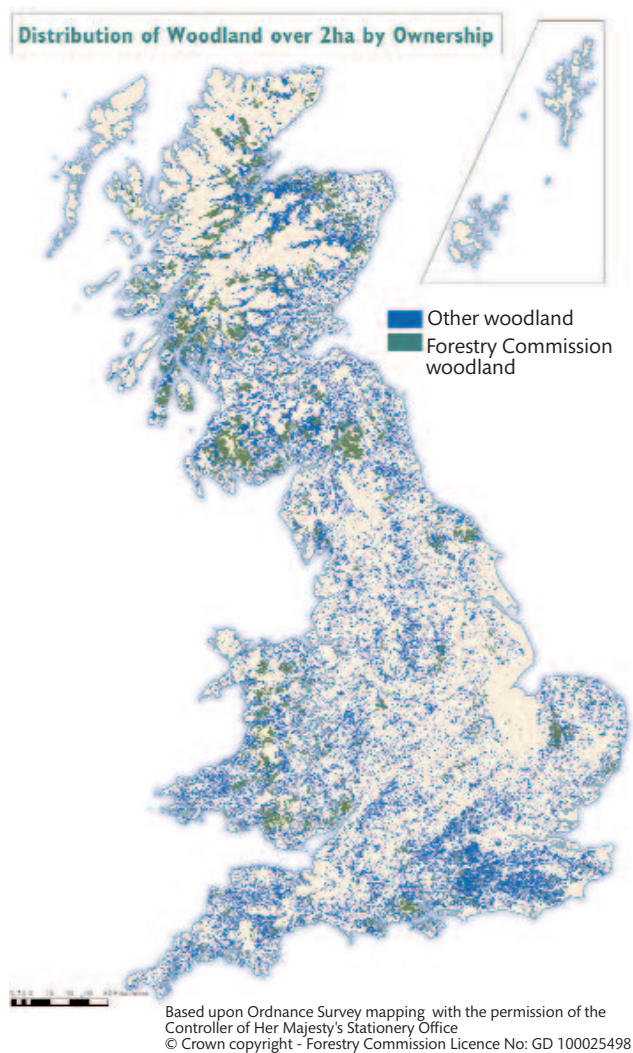 Distribution of Woodland over 2ha by Ownership
Other woodland
Forestry Commission
woodland
Based upon Ordnance Survey mapping with the permission of the
Controller of Her Majesty's Stationery Office
© Crown copyright - Forestry Commission Licence No: GD 100025498